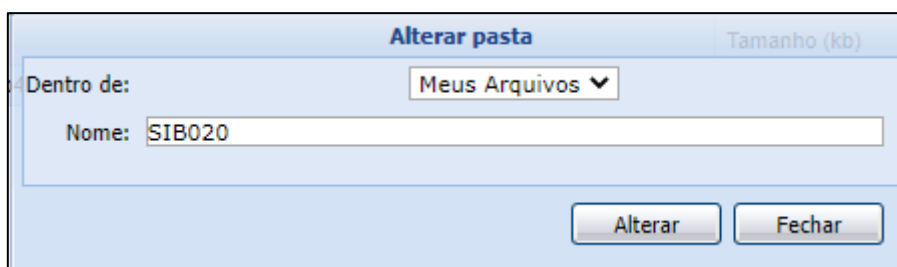 Alterar pasta
Tamanho (kb)
Dentro de: Meus Arquivos
Nome: SIB020
Alterar Fechar